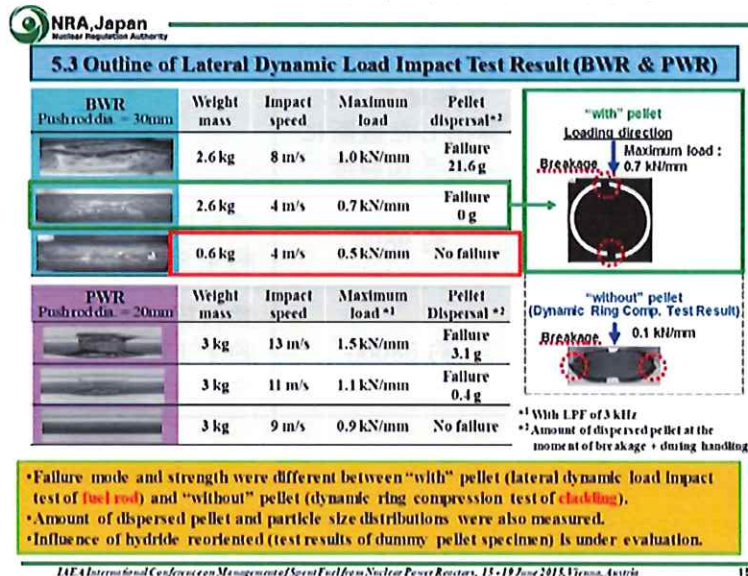 NRA,Japan
Nuclear Regulation Authority
5.3 Outline of Lateral Dynamic Load Impact Test Result (BWR & PWR)
BWR
Push rod dia. = 30mm
Weight mass
Impact speed
Maximum load
Pellet dispersal*2
2.6 kg 8 m/s 1.0 kN/mm Failure 21.6 g
2.6 kg 4 m/s 0.7 kN/mm Failure 0 g
0.6 kg 4 m/s 0.5 kN/mm No failure
"with" pellet
Loading direction
Maximum load :
0.7 kN/mm
Breakage
PWR
Push rod dia. = 20mm
Weight mass
Impact speed
Maximum load *1
Pellet Dispersal *2
3 kg 13 m/s 1.5 kN/mm Failure 3.1 g
3 kg 11 m/s 1.1 kN/mm Failure 0.4 g
3 kg 9 m/s 0.9 kN/mm No failure
"without" pellet
(Dynamic Ring Comp. Test Result)
Breakage 0.1 kN/mm
*1 With LPF of 3 kHz
*2 Amount of dispersed pellet at the
moment of breakage + during handling
•Failure mode and strength were different between "with" pellet (lateral dynamic load impact
test of fuel rod) and "without" pellet (dynamic ring compression test of cladding).
•Amount of dispersed pellet and particle size distributions were also measured.
•Influence of hydride reoriented (test results of dummy pellet specimen) is under evaluation.
IAEA International Conference on Management of Spent Fuel from Nuclear Power Reactors, 15 - 19 June 2015, Vienna, Austria